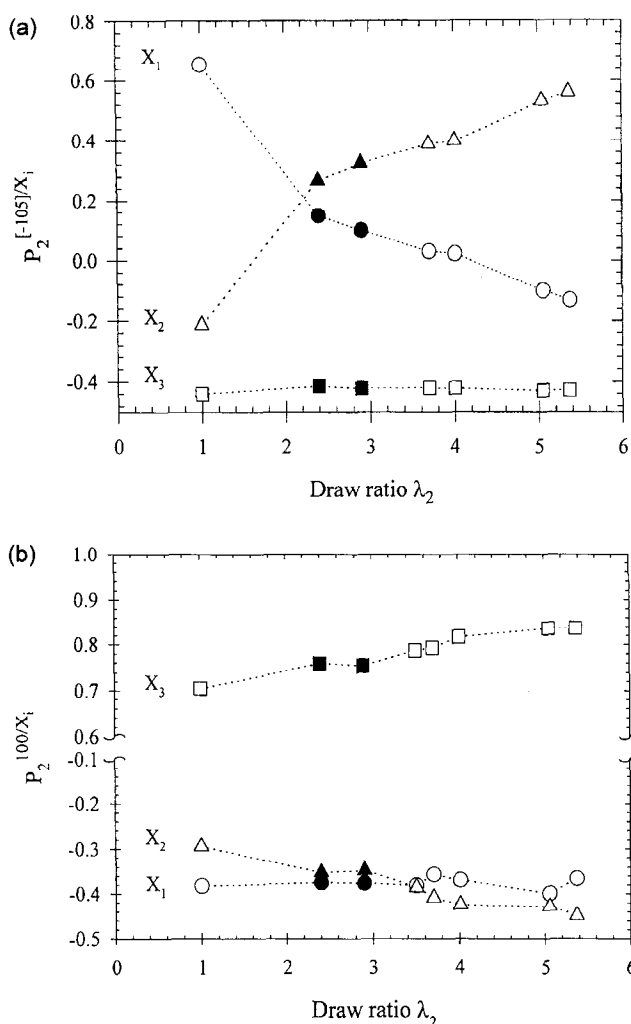 (a)
0.8
X1
0.6
0.4
0.2
P2^[-105]/Xi
0.0
-0.2
X2
X3
-0.4
0 1 2 3 4 5 6
Draw ratio λ2
(b)
1.0
0.9
0.8
X3
0.7
0.6
P2^100/Xi
-0.1
-0.2
X2
-0.3
X1
-0.4
-0.5
0 1 2 3 4 5 6
Draw ratio λ2